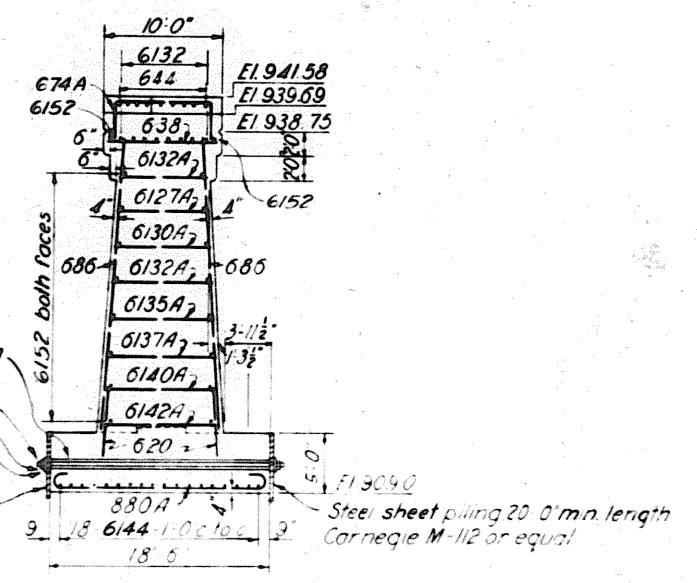 10'-0"
6132
644
674A
6152
El. 941.58
El 939.69
El 938.75
6"
638
6"
6132A
20"
20"
6127A
6152
4"
4"
6130A
6152 both faces
686
6132A
686
6135A
3'-11½"
6137A
1'-3½"
6140A
6142A
620
5'-0"
El 909.0
880A
4"
Steel sheet piling 20'-0" min. length
Carnegie M-112 or equal.
9"
18-6144-1'-0 c to c
9"
18'-6"